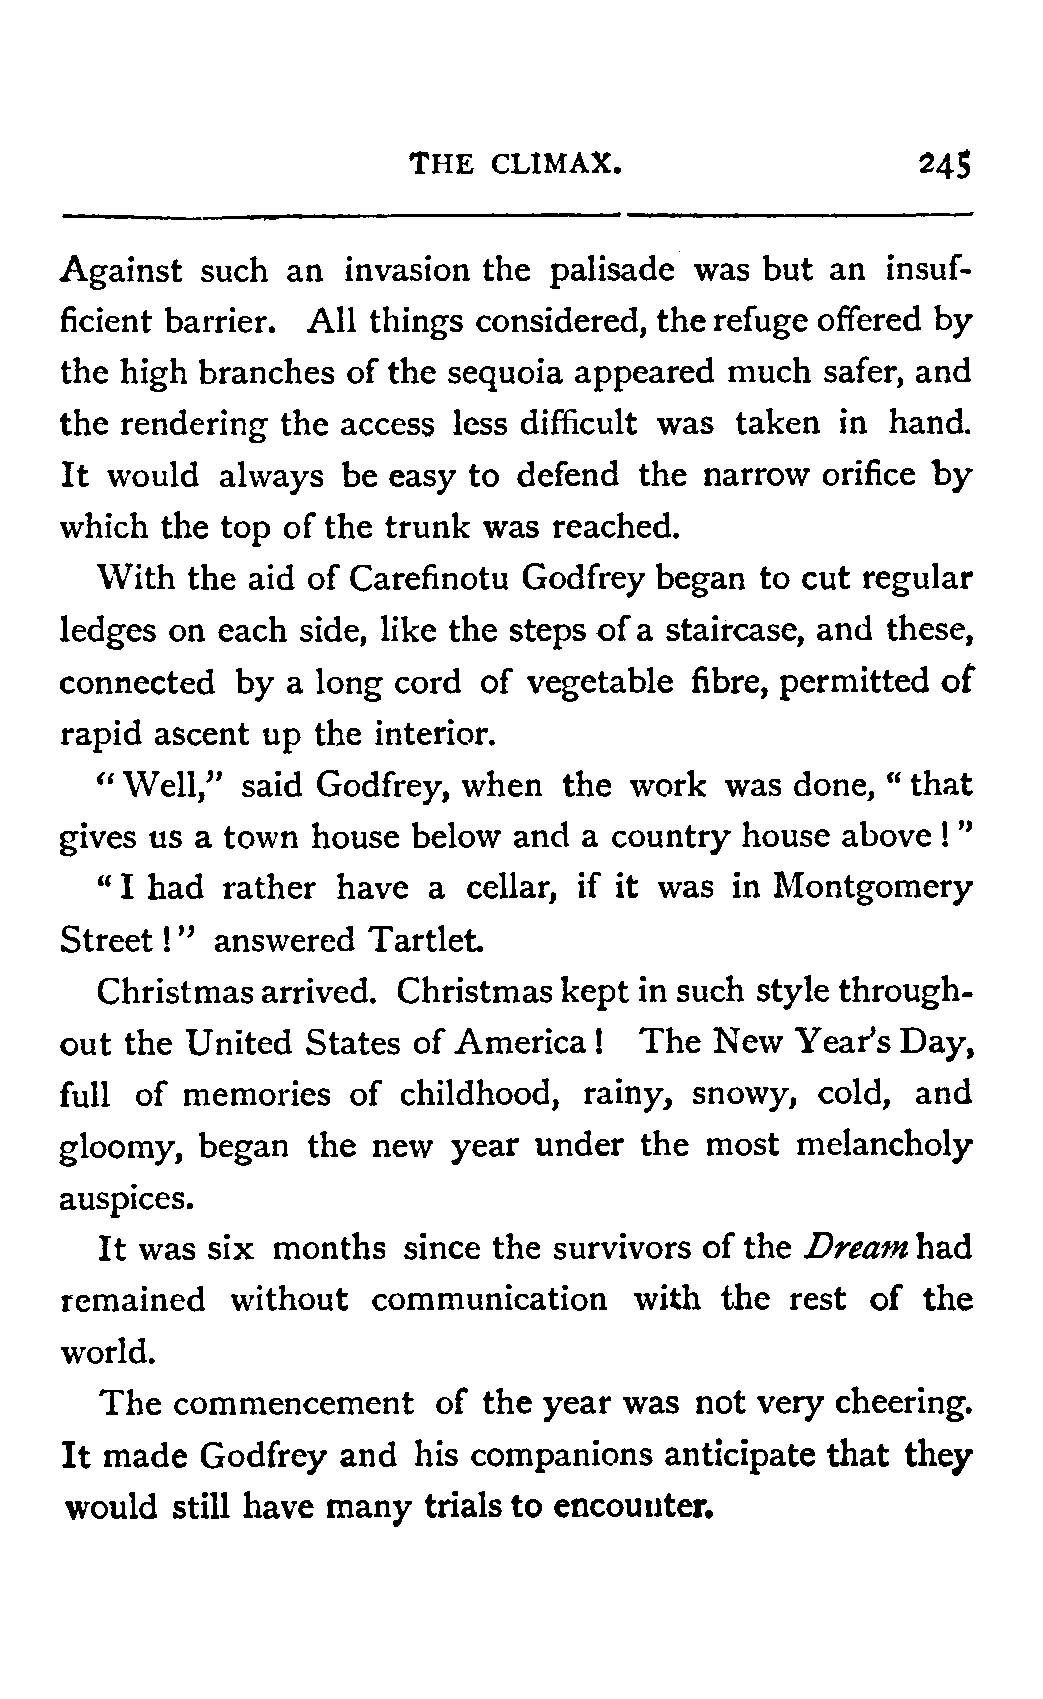 THE CLIMAX. 245
Against such an invasion the palisade was but an insuf-
ficient barrier. All things considered, the refuge offered by
the high branches of the sequoia appeared much safer, and
the rendering the access less difficult was taken in hand.
It would always be easy to defend the narrow orifice by
which the top of the trunk was reached.
With the aid of Carefinotu Godfrey began to cut regular
ledges on each side, like the steps of a staircase, and these,
connected by a long cord of vegetable fibre, permitted of
rapid ascent up the interior.
"Well," said Godfrey, when the work was done, "that
gives us a town house below and a country house above!"
"I had rather have a cellar, if it was in Montgomery
Street!" answered Tartlet.
Christmas arrived. Christmas kept in such style through-
out the United States of America! The New Year's Day,
full of memories of childhood, rainy, snowy, cold, and
gloomy, began the new year under the most melancholy
auspices.
It was six months since the survivors of the Dream had
remained without communication with the rest of the
world.
The commencement of the year was not very cheering.
It made Godfrey and his companions anticipate that they
would still have many trials to encounter.